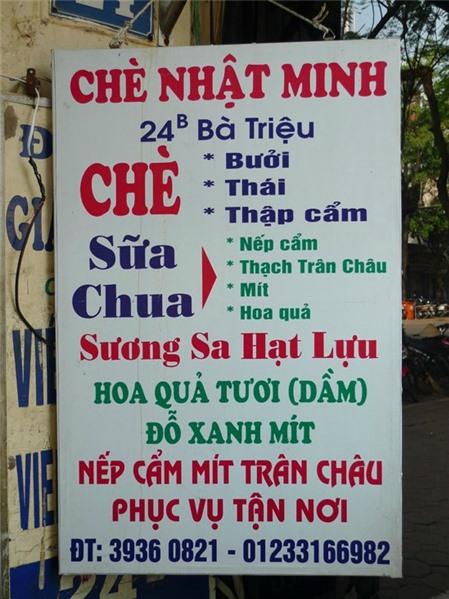 24
CHÈ NHẬT MINH
24B Bà Triệu
CHÈ
* Bưởi
* Thái
* Thập cẩm
Sữa Chua
* Nếp cẩm
* Thạch Trân Châu
* Mít
* Hoa quả
Sương Sa Hạt Lựu
HOA QUẢ TƯƠI (DẦM)
ĐỖ XANH MÍT
NẾP CẨM MÍT TRÂN CHÂU
PHỤC VỤ TẬN NƠI
ĐT: 3936 0821 - 01233166982